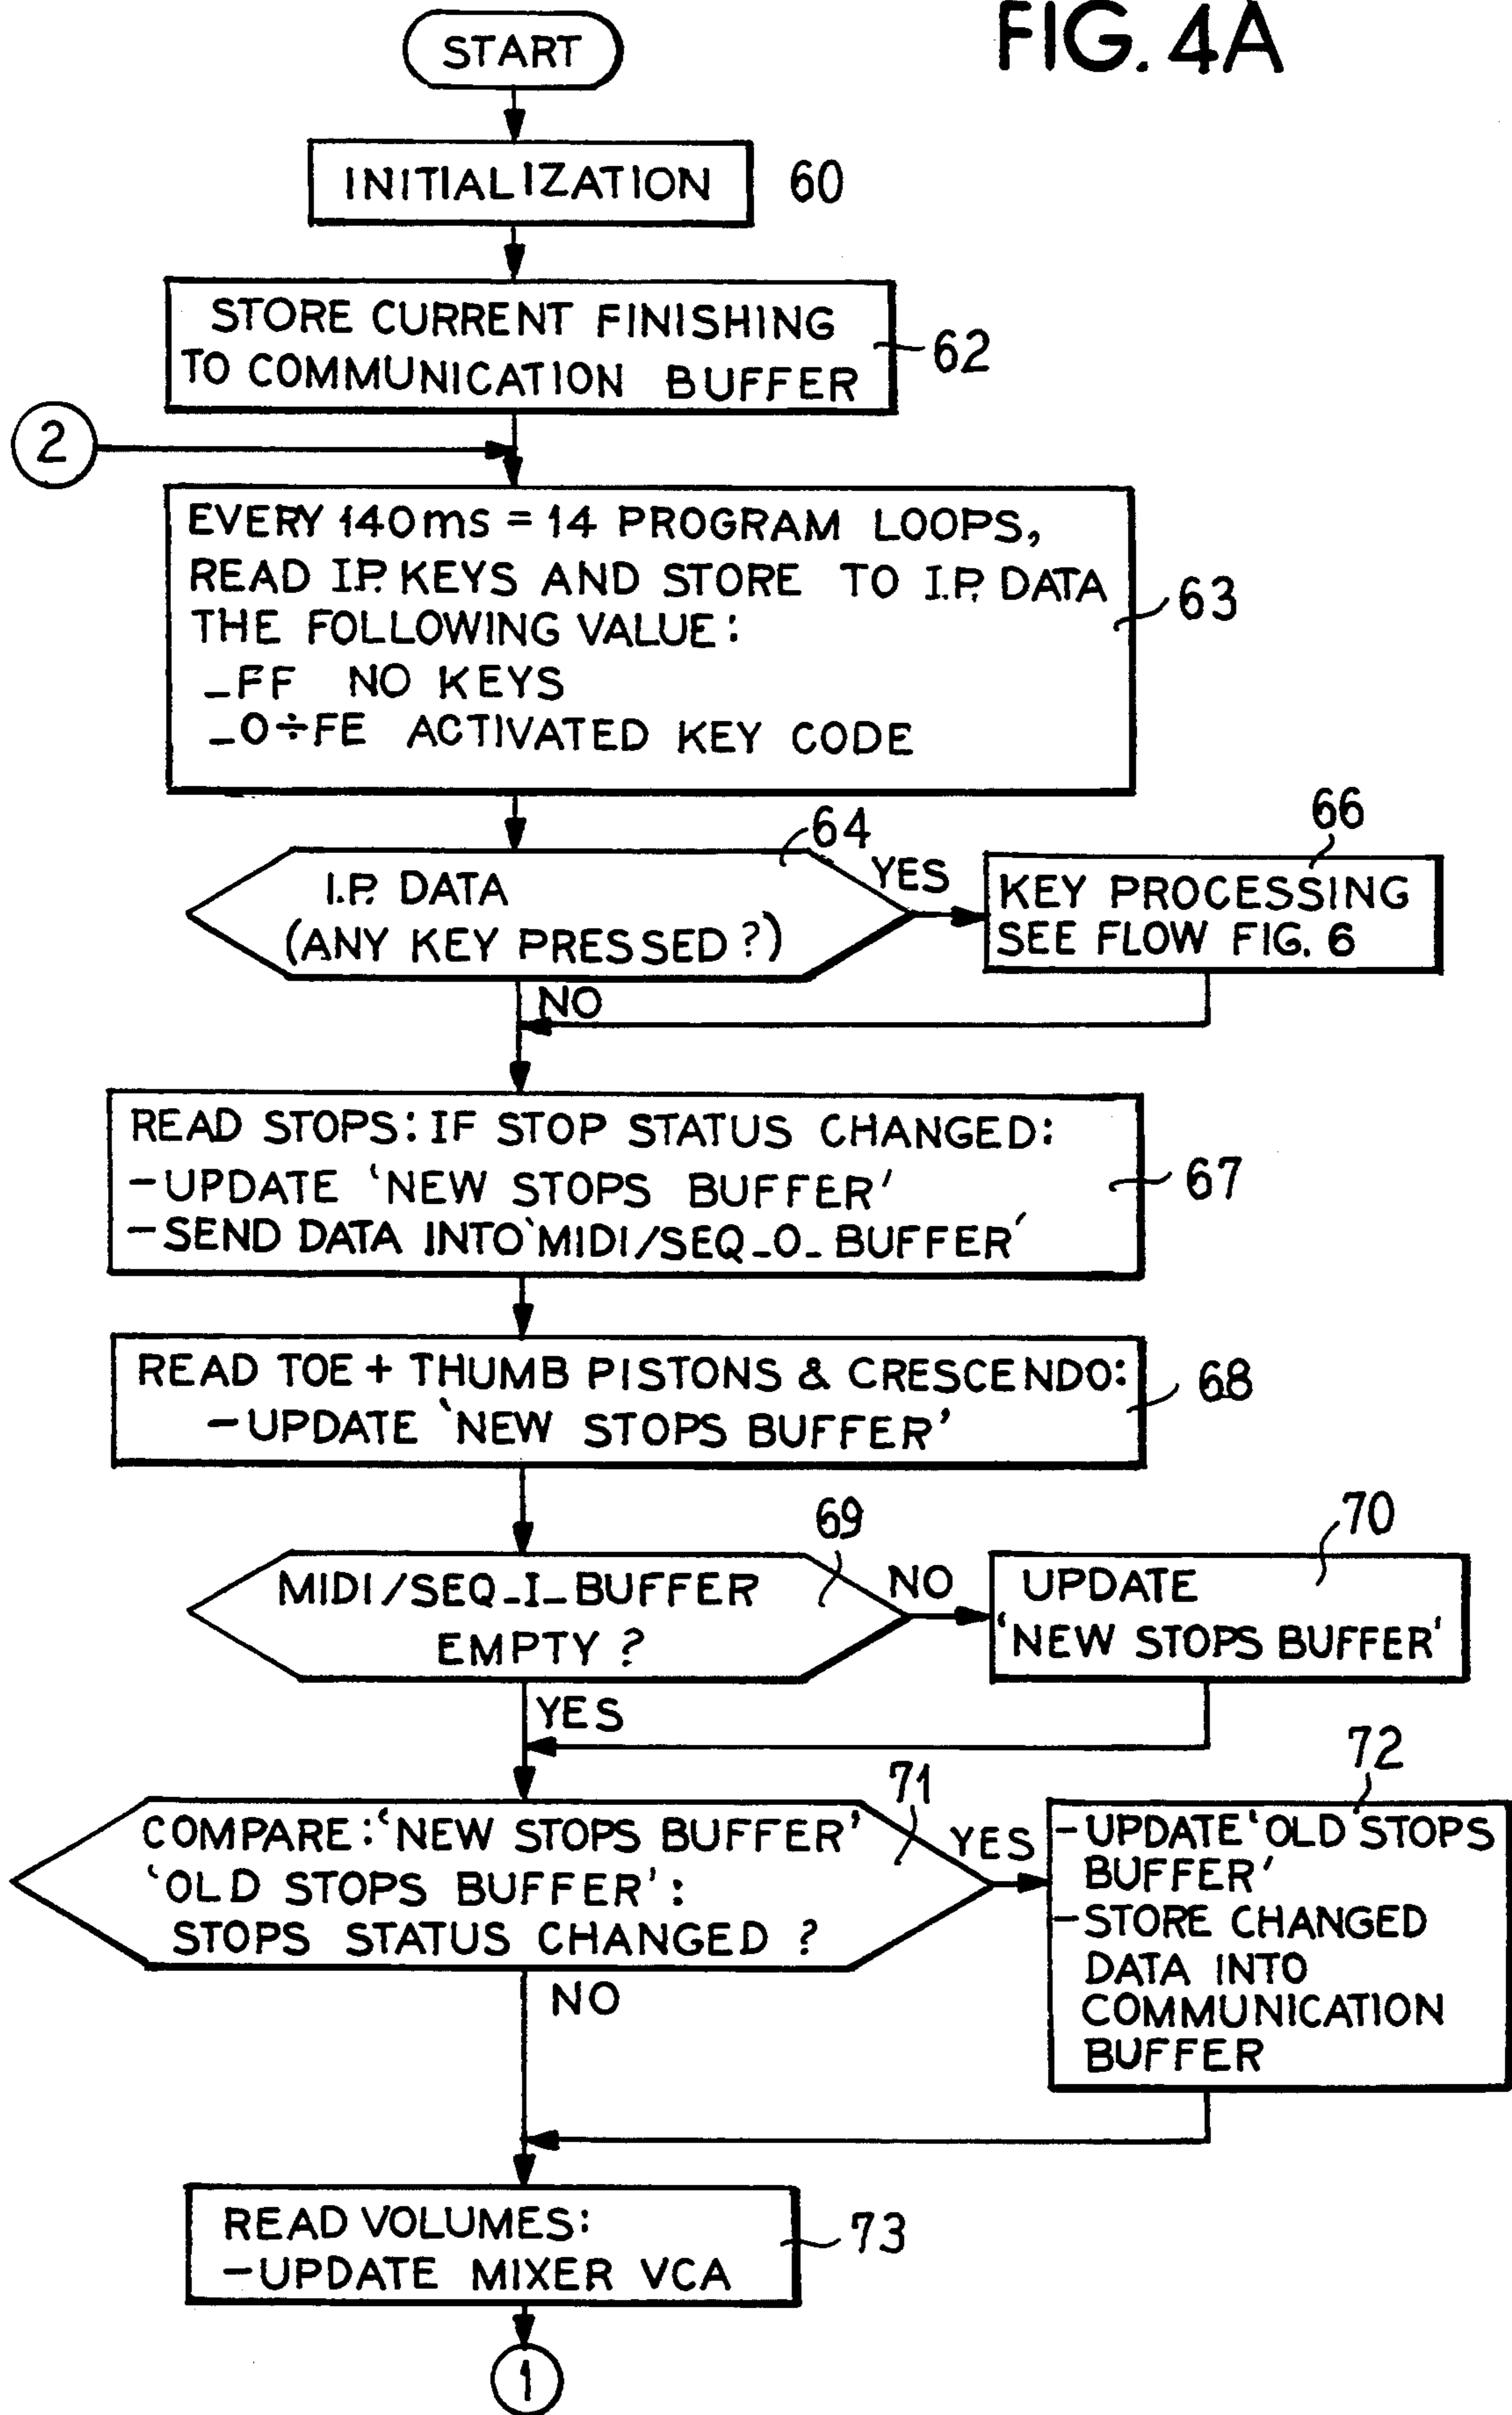 FIG. 4A
START
INITIALIZATION
60
STORE CURRENT FINISHING
TO COMMUNICATION BUFFER
62
2
EVERY 140ms = 14 PROGRAM LOOPS,
READ I.P. KEYS AND STORE TO I.P. DATA
THE FOLLOWING VALUE:
_FF NO KEYS
_0÷FE ACTIVATED KEY CODE
63
64
I.P. DATA
(ANY KEY PRESSED?)
YES
66
KEY PROCESSING
SEE FLOW FIG. 6
NO
READ STOPS: IF STOP STATUS CHANGED:
-UPDATE 'NEW STOPS BUFFER'
-SEND DATA INTO 'MIDI/SEQ_O_BUFFER'
67
READ TOE + THUMB PISTONS & CRESCENDO:
-UPDATE 'NEW STOPS BUFFER'
68
69
MIDI/SEQ_I_BUFFER
EMPTY?
NO
70
UPDATE
'NEW STOPS BUFFER'
YES
71
COMPARE: 'NEW STOPS BUFFER'
'OLD STOPS BUFFER':
STOPS STATUS CHANGED?
YES
72
-UPDATE 'OLD STOPS
BUFFER'
-STORE CHANGED
DATA INTO
COMMUNICATION
BUFFER
NO
READ VOLUMES:
-UPDATE MIXER VCA
73
1